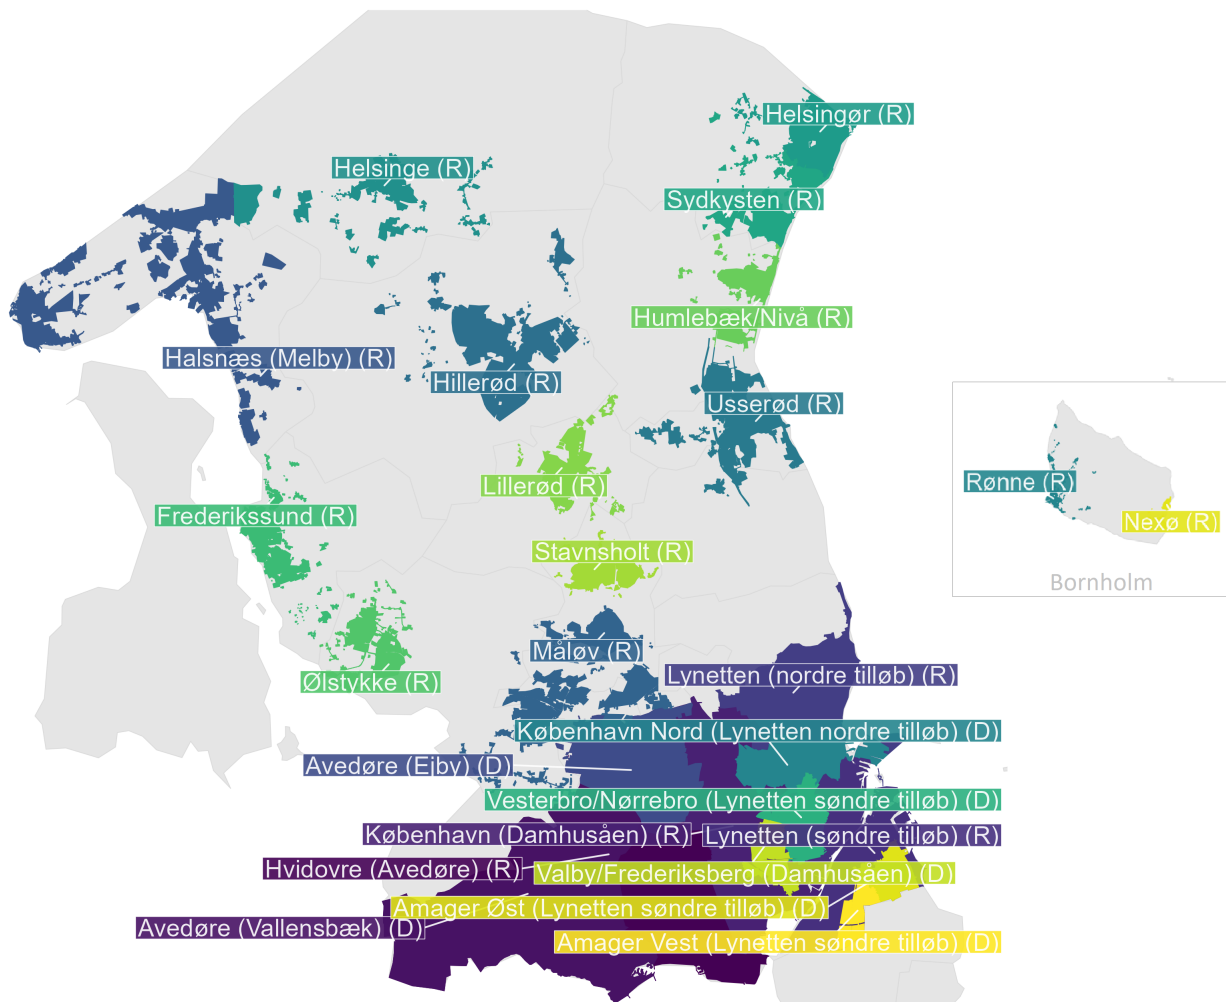 Helsingør (R)
Helsinge (R)
Sydkysten (R)
Humlebæk/Nivå (R)
Halsnæs (Melby) (R)
Hillerød (R)
Usserød (R)
Rønne (R)
Lillerød (R)
Frederikssund (R)
Nexø (R)
Stavnsholt (R)
Bornholm
Måløv (R)
Lynetten (nordre tilløb) (R)
Ølstykke (R)
København Nord (Lynetten nordre tilløb) (D)
Avedøre (Ejby) (D)
Vesterbro/Nørrebro (Lynetten søndre tilløb) (D)
København (Damhusåen) (R)
Lynetten (søndre tilløb) (R)
Hvidovre (Avedøre) (R)
Valby/Frederiksberg (Damhusåen) (D)
Amager Øst (Lynetten søndre tilløb) (D)
Avedøre (Vallensbæk) (D)
Amager Vest (Lynetten søndre tilløb) (D)